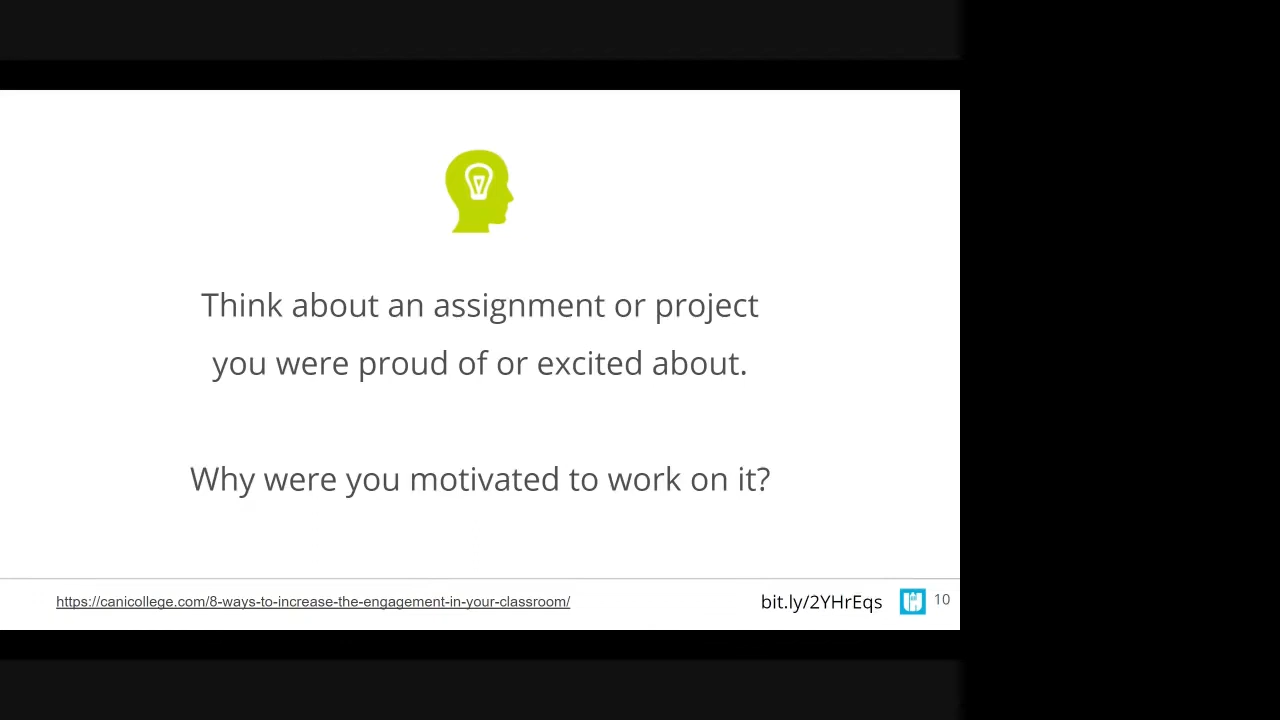 Think about an assignment or project
you were proud of or excited about.
Why were you motivated to work on it?
https://canicollege.com/8-ways-to-increase-the-engagement-in-your-classroom/
bit.ly/2YHrEqs
10